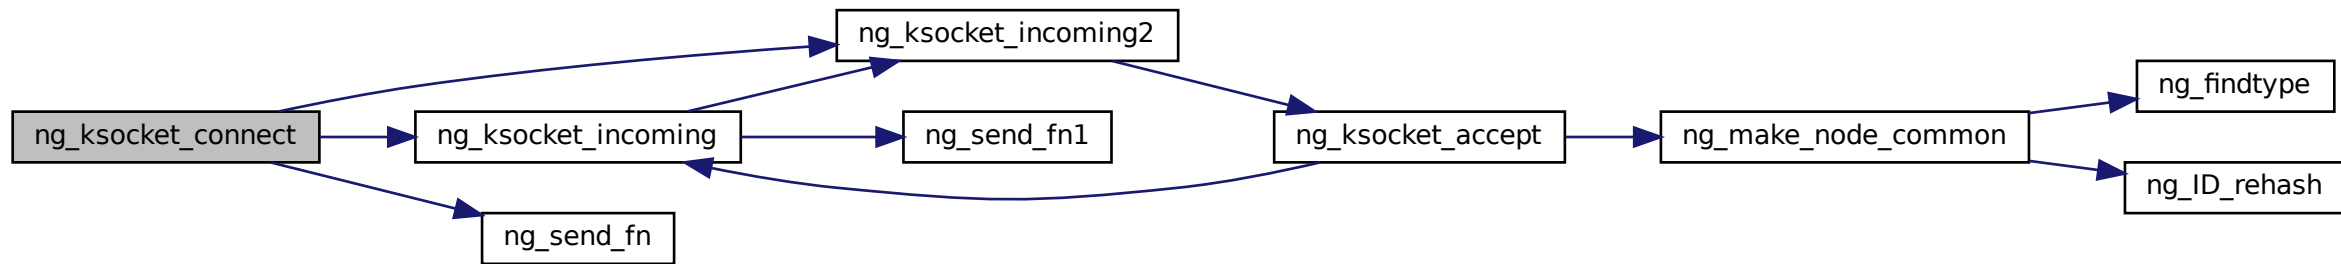 ng_ksocket_incoming2
ng_findtype
ng_ksocket_connect
ng_ksocket_incoming
ng_send_fn1
ng_ksocket_accept
ng_make_node_common
ng_ID_rehash
ng_send_fn